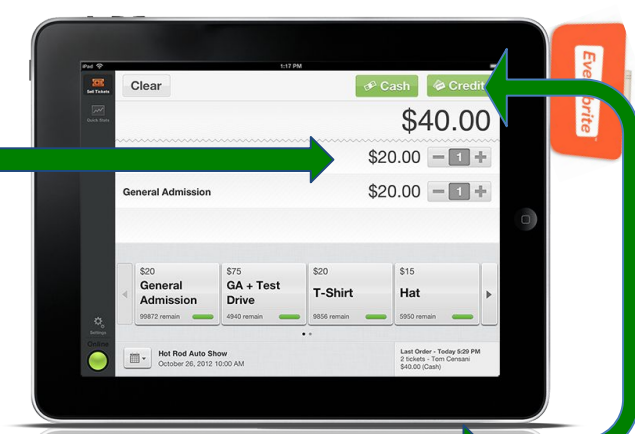 iPad 1:17 PM
Sell Tickets
Clear
Cash
Credit
Quick Stats
$40.00
$20.00 1
General Admission $20.00 1
$20 $75 $20 $15
General Admission
GA + Test Drive
T-Shirt
Hat
99872 remain 4940 remain 9856 remain 5950 remain
Settings
Online
Hot Rod Auto Show
October 26, 2012 10:00 AM
Last Order - Today 5:29 PM
2 tickets - Tom Censani
$40.00 (Cash)